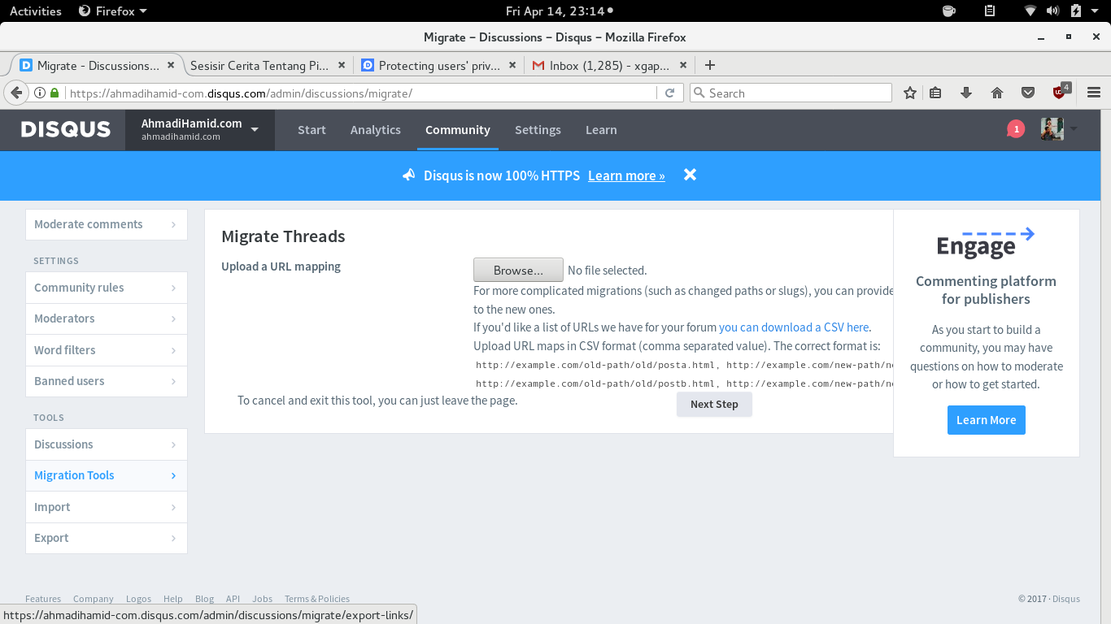 Activities Firefox Fri Apr 14, 23:14
Migrate – Discussions – Disqus – Mozilla Firefox
Migrate - Discussions... Sesisir Cerita Tentang Pi... Protecting users' priv... Inbox (1,285) - xgap...
https://ahmadihamid-com.disqus.com/admin/discussions/migrate/ Search 4
DISQUS AhmadiHamid.com Start Analytics Community Settings Learn 1
ahmadihamid.com
Disqus is now 100% HTTPS Learn more »
Moderate comments
SETTINGS
Community rules
Moderators
Word filters
Banned users
TOOLS
Discussions
Migration Tools
Import
Export
Migrate Threads
Upload a URL mapping
Browse... No file selected.
For more complicated migrations (such as changed paths or slugs), you can provide
to the new ones.
If you'd like a list of URLs we have for your forum you can download a CSV here.
Upload URL maps in CSV format (comma separated value). The correct format is:
http://example.com/old-path/old/posta.html, http://example.com/new-path/ne
http://example.com/old-path/old/postb.html, http://example.com/new-path/ne
To cancel and exit this tool, you can just leave the page. Next Step
Engage
Commenting platform
for publishers
As you start to build a
community, you may have
questions on how to moderate
or how to get started.
Learn More
Features Company Logos Help Blog API Jobs Terms & Policies © 2017 · Disqus
https://ahmadihamid-com.disqus.com/admin/discussions/migrate/export-links/